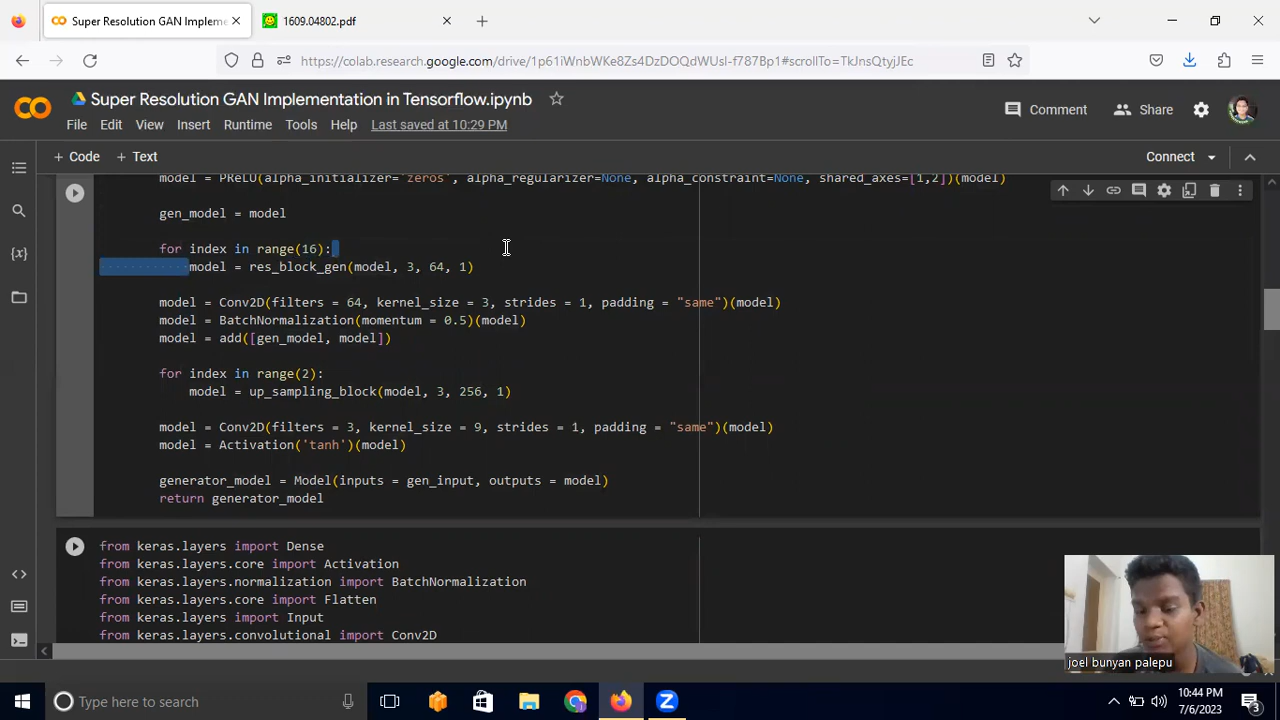 Super Resolution GAN Impleme
1609.04802.pdf
https://colab.research.google.com/drive/1p61iWnbWKe8Zs4DzDOQdWUsI-f787Bp1#scrollTo=TkJnsQtyjJEc
Super Resolution GAN Implementation in Tensorflow.ipynb
Comment
Share
File Edit View Insert Runtime Tools Help Last saved at 10:29 PM
+ Code + Text
Connect
model = PReLU(alpha_initializer='zeros', alpha_regularizer=None, alpha_constraint=None, shared_axes=[1,2])(model)
gen_model = model
for index in range(16):
model = res_block_gen(model, 3, 64, 1)
model = Conv2D(filters = 64, kernel_size = 3, strides = 1, padding = "same")(model)
model = BatchNormalization(momentum = 0.5)(model)
model = add([gen_model, model])
for index in range(2):
model = up_sampling_block(model, 3, 256, 1)
model = Conv2D(filters = 3, kernel_size = 9, strides = 1, padding = "same")(model)
model = Activation('tanh')(model)
generator_model = Model(inputs = gen_input, outputs = model)
return generator_model
from keras.layers import Dense
from keras.layers.core import Activation
from keras.layers.normalization import BatchNormalization
from keras.layers.core import Flatten
from keras.layers import Input
from keras.layers.convolutional import Conv2D
joel bunyan palepu
Type here to search
10:44 PM
7/6/2023
3